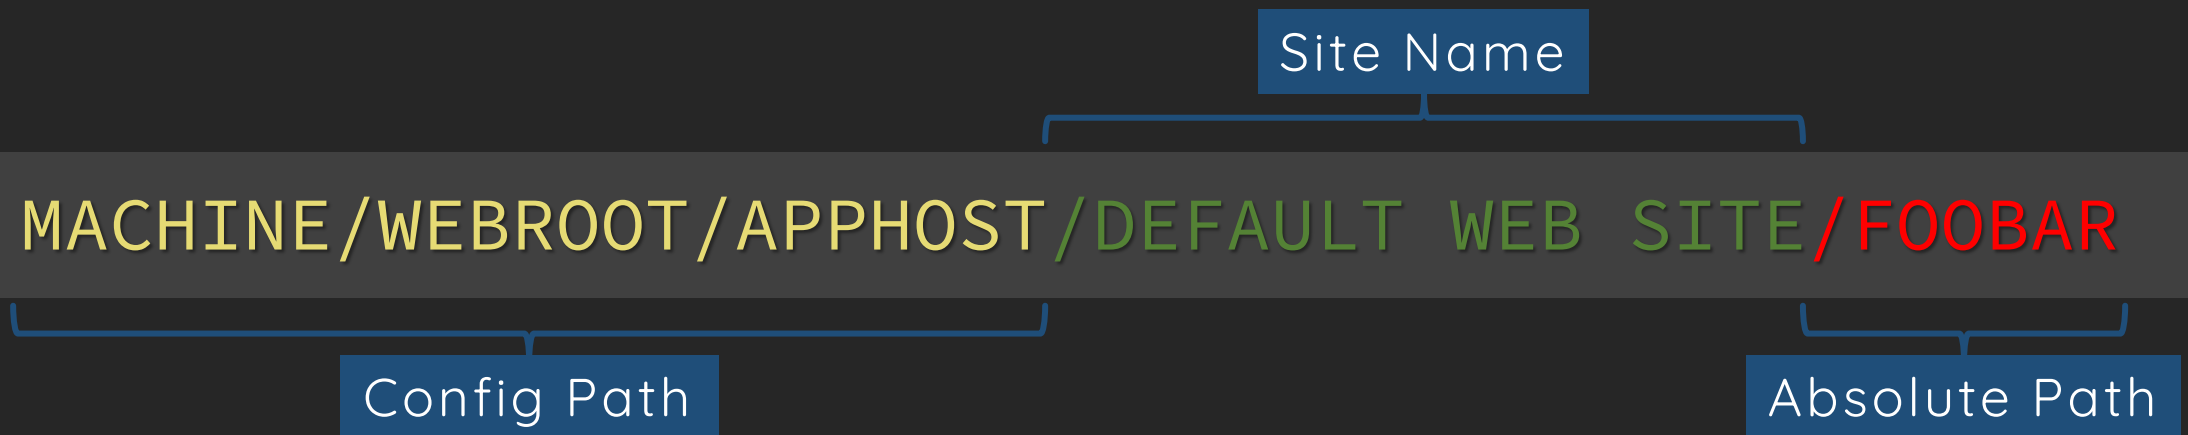 Site Name
MACHINE/WEBROOT/APPHOST/DEFAULT WEB SITE/FOOBAR
Config Path
Absolute Path